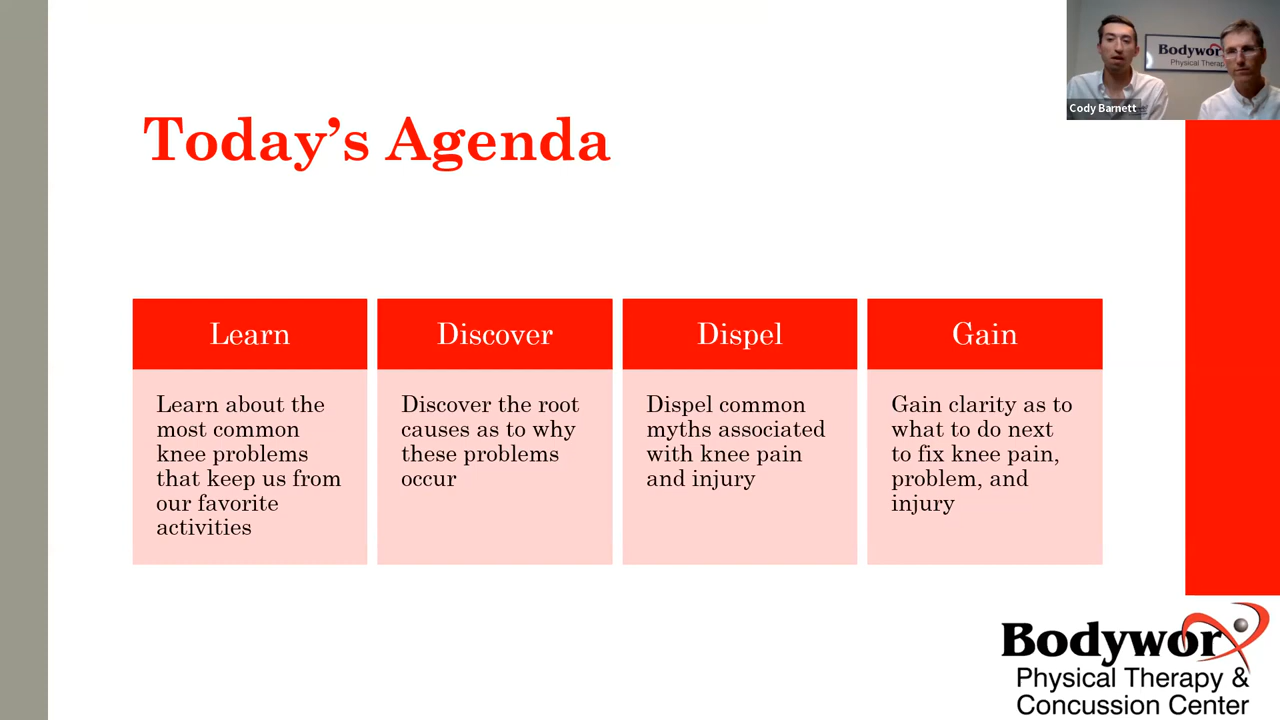 Today's Agenda
Learn
Learn about the
most common
knee problems
that keep us from
our favorite
activities
Discover
Discover the root
causes as to why
these problems
occur
Dispel
Dispel common
myths associated
with knee pain
and injury
Gain
Gain clarity as to
what to do next
to fix knee pain,
problem, and
injury
Bodywor
Physical Therap
Cody Barnett
Bodyworx
Physical Therapy &
Concussion Center